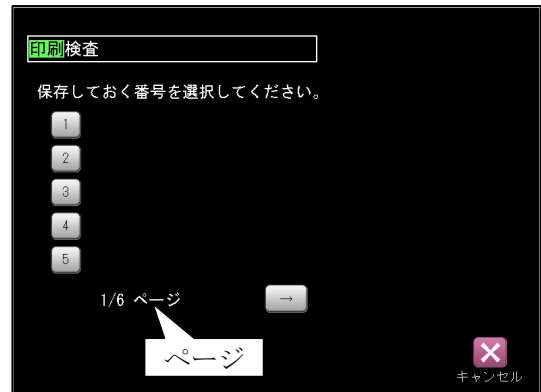 印刷検査
保存しておく番号を選択してください。
1
2
3
4
5
1/6 ページ →
ページ
キャンセル